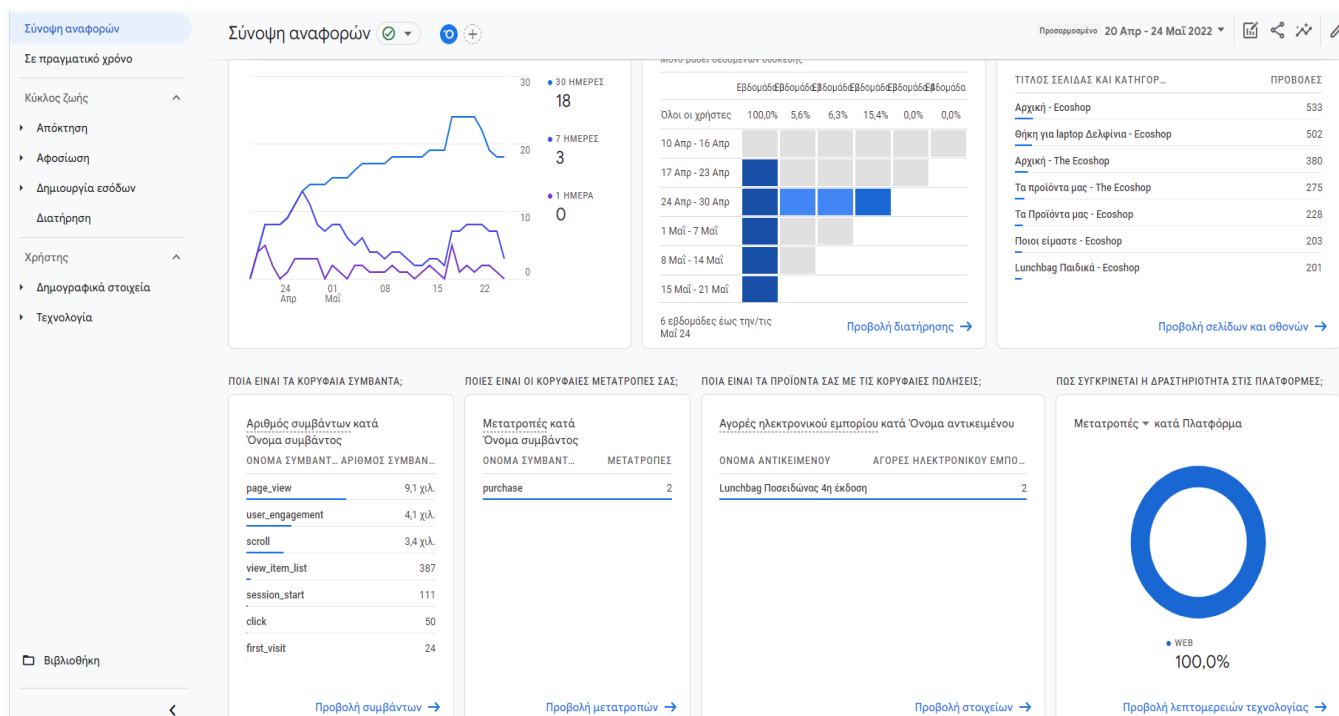 Σύνοψη αναφορών
Σε πραγματικό χρόνο
Κύκλος ζωής
Απόκτηση
Αφοσίωση
Δημιουργία εσόδων
Διατήρηση
Χρήστης
Δημογραφικά στοιχεία
Τεχνολογία
Βιβλιοθήκη
Σύνοψη αναφορών
Προσαρμοσμένο 20 Απρ - 24 Μαΐ 2022
30
20
10
0
24 Απρ
01 Μαΐ
08
15
22
30 ΗΜΕΡΕΣ
18
7 ΗΜΕΡΕΣ
3
1 ΗΜΕΡΑ
0
Μόνο βάσει δεδομένων συσκευής
Εβδομάδα Εβδομάδα Εβδομάδα Εβδομάδα Εβδομάδα Εβδομάδα
Όλοι οι χρήστες 100,0% 5,6% 6,3% 15,4% 0,0% 0,0%
10 Απρ - 16 Απρ
17 Απρ - 23 Απρ
24 Απρ - 30 Απρ
1 Μαΐ - 7 Μαΐ
8 Μαΐ - 14 Μαΐ
15 Μαΐ - 21 Μαΐ
6 εβδομάδες έως την/τις
Μαΐ 24
Προβολή διατήρησης →
ΤΙΤΛΟΣ ΣΕΛΙΔΑΣ ΚΑΙ ΚΑΤΗΓΟΡ... ΠΡΟΒΟΛΕΣ
Αρχική - Ecoshop 533
Θήκη για laptop Δελφίνια - Ecoshop 502
Αρχική - The Ecoshop 380
Τα προϊόντα μας - The Ecoshop 275
Τα Προϊόντα μας - Ecoshop 228
Ποιοι είμαστε - Ecoshop 203
Lunchbag Παιδικά - Ecoshop 201
Προβολή σελίδων και οθονών →
ΠΟΙΑ ΕΙΝΑΙ ΤΑ ΚΟΡΥΦΑΙΑ ΣΥΜΒΑΝΤΑ;
Αριθμός συμβάντων κατά
Όνομα συμβάντος
ΟΝΟΜΑ ΣΥΜΒΑΝΤ... ΑΡΙΘΜΟΣ ΣΥΜΒΑΝ...
page_view 9,1 χιλ.
user_engagement 4,1 χιλ.
scroll 3,4 χιλ.
view_item_list 387
session_start 111
click 50
first_visit 24
Προβολή συμβάντων →
ΠΟΙΕΣ ΕΙΝΑΙ ΟΙ ΚΟΡΥΦΑΙΕΣ ΜΕΤΑΤΡΟΠΕΣ ΣΑΣ;
Μετατροπές κατά
Όνομα συμβάντος
ΟΝΟΜΑ ΣΥΜΒΑΝΤ... ΜΕΤΑΤΡΟΠΕΣ
purchase 2
Προβολή μετατροπών →
ΠΟΙΑ ΕΙΝΑΙ ΤΑ ΠΡΟΪΟΝΤΑ ΣΑΣ ΜΕ ΤΙΣ ΚΟΡΥΦΑΙΕΣ ΠΩΛΗΣΕΙΣ;
Αγορές ηλεκτρονικού εμπορίου κατά Όνομα αντικειμένου
ΟΝΟΜΑ ΑΝΤΙΚΕΙΜΕΝΟΥ ΑΓΟΡΕΣ ΗΛΕΚΤΡΟΝΙΚΟΥ ΕΜΠΟ...
Lunchbag Ποσειδώνας 4η έκδοση 2
Προβολή στοιχείων →
ΠΩΣ ΣΥΓΚΡΙΝΕΤΑΙ Η ΔΡΑΣΤΗΡΙΟΤΗΤΑ ΣΤΙΣ ΠΛΑΤΦΟΡΜΕΣ;
Μετατροπές κατά Πλατφόρμα
WEB
100,0%
Προβολή λεπτομερειών τεχνολογίας →